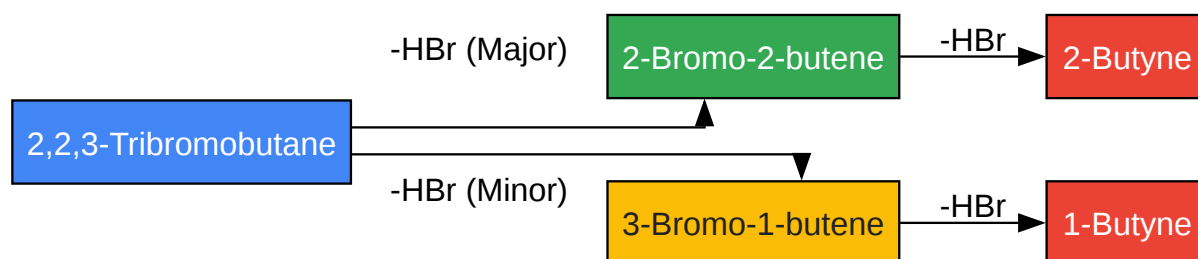 -HBr (Major)
2-Bromo-2-butene
-HBr
2-Butyne
2,2,3-Tribromobutane
-HBr (Minor)
3-Bromo-1-butene
-HBr
1-Butyne